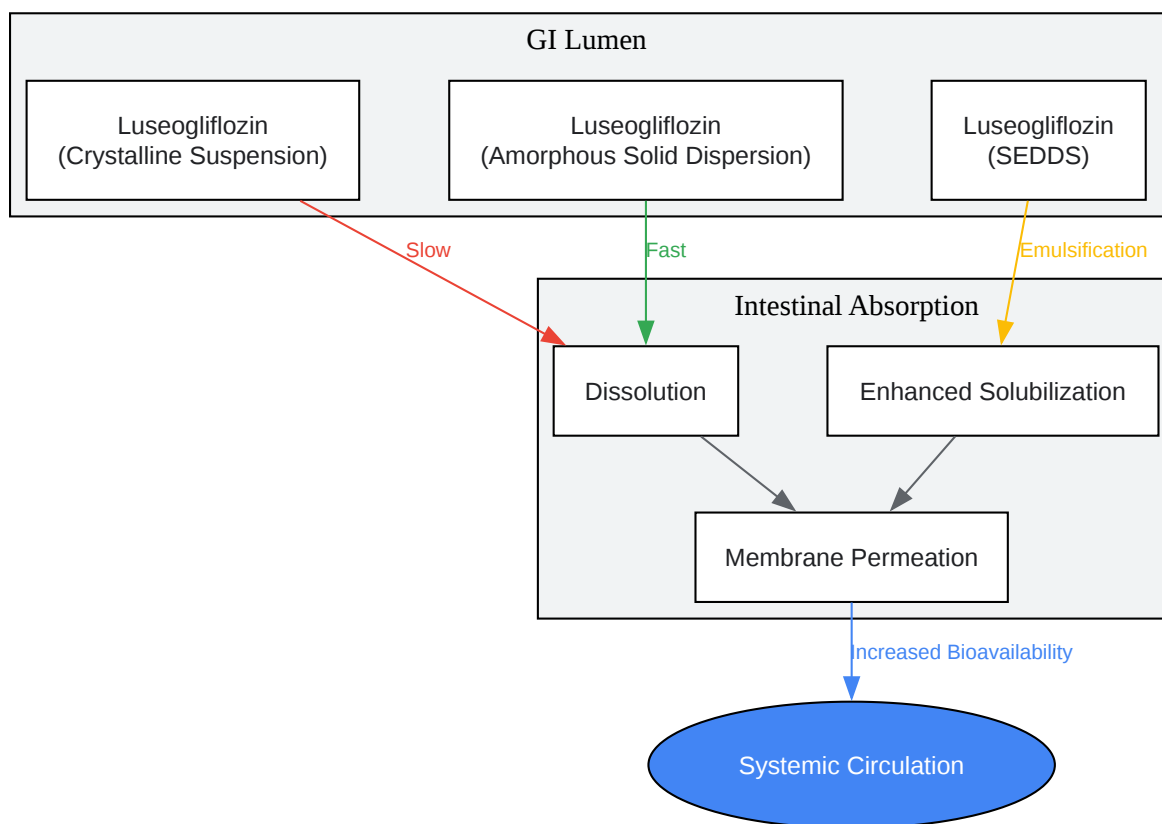 GI Lumen
Luseogliflozin
(Crystalline Suspension)
Luseogliflozin
(Amorphous Solid Dispersion)
Luseogliflozin
(SEDDS)
Slow
Fast
Emulsification
Intestinal Absorption
Dissolution
Enhanced Solubilization
Membrane Permeation
Increased Bioavailability
Systemic Circulation